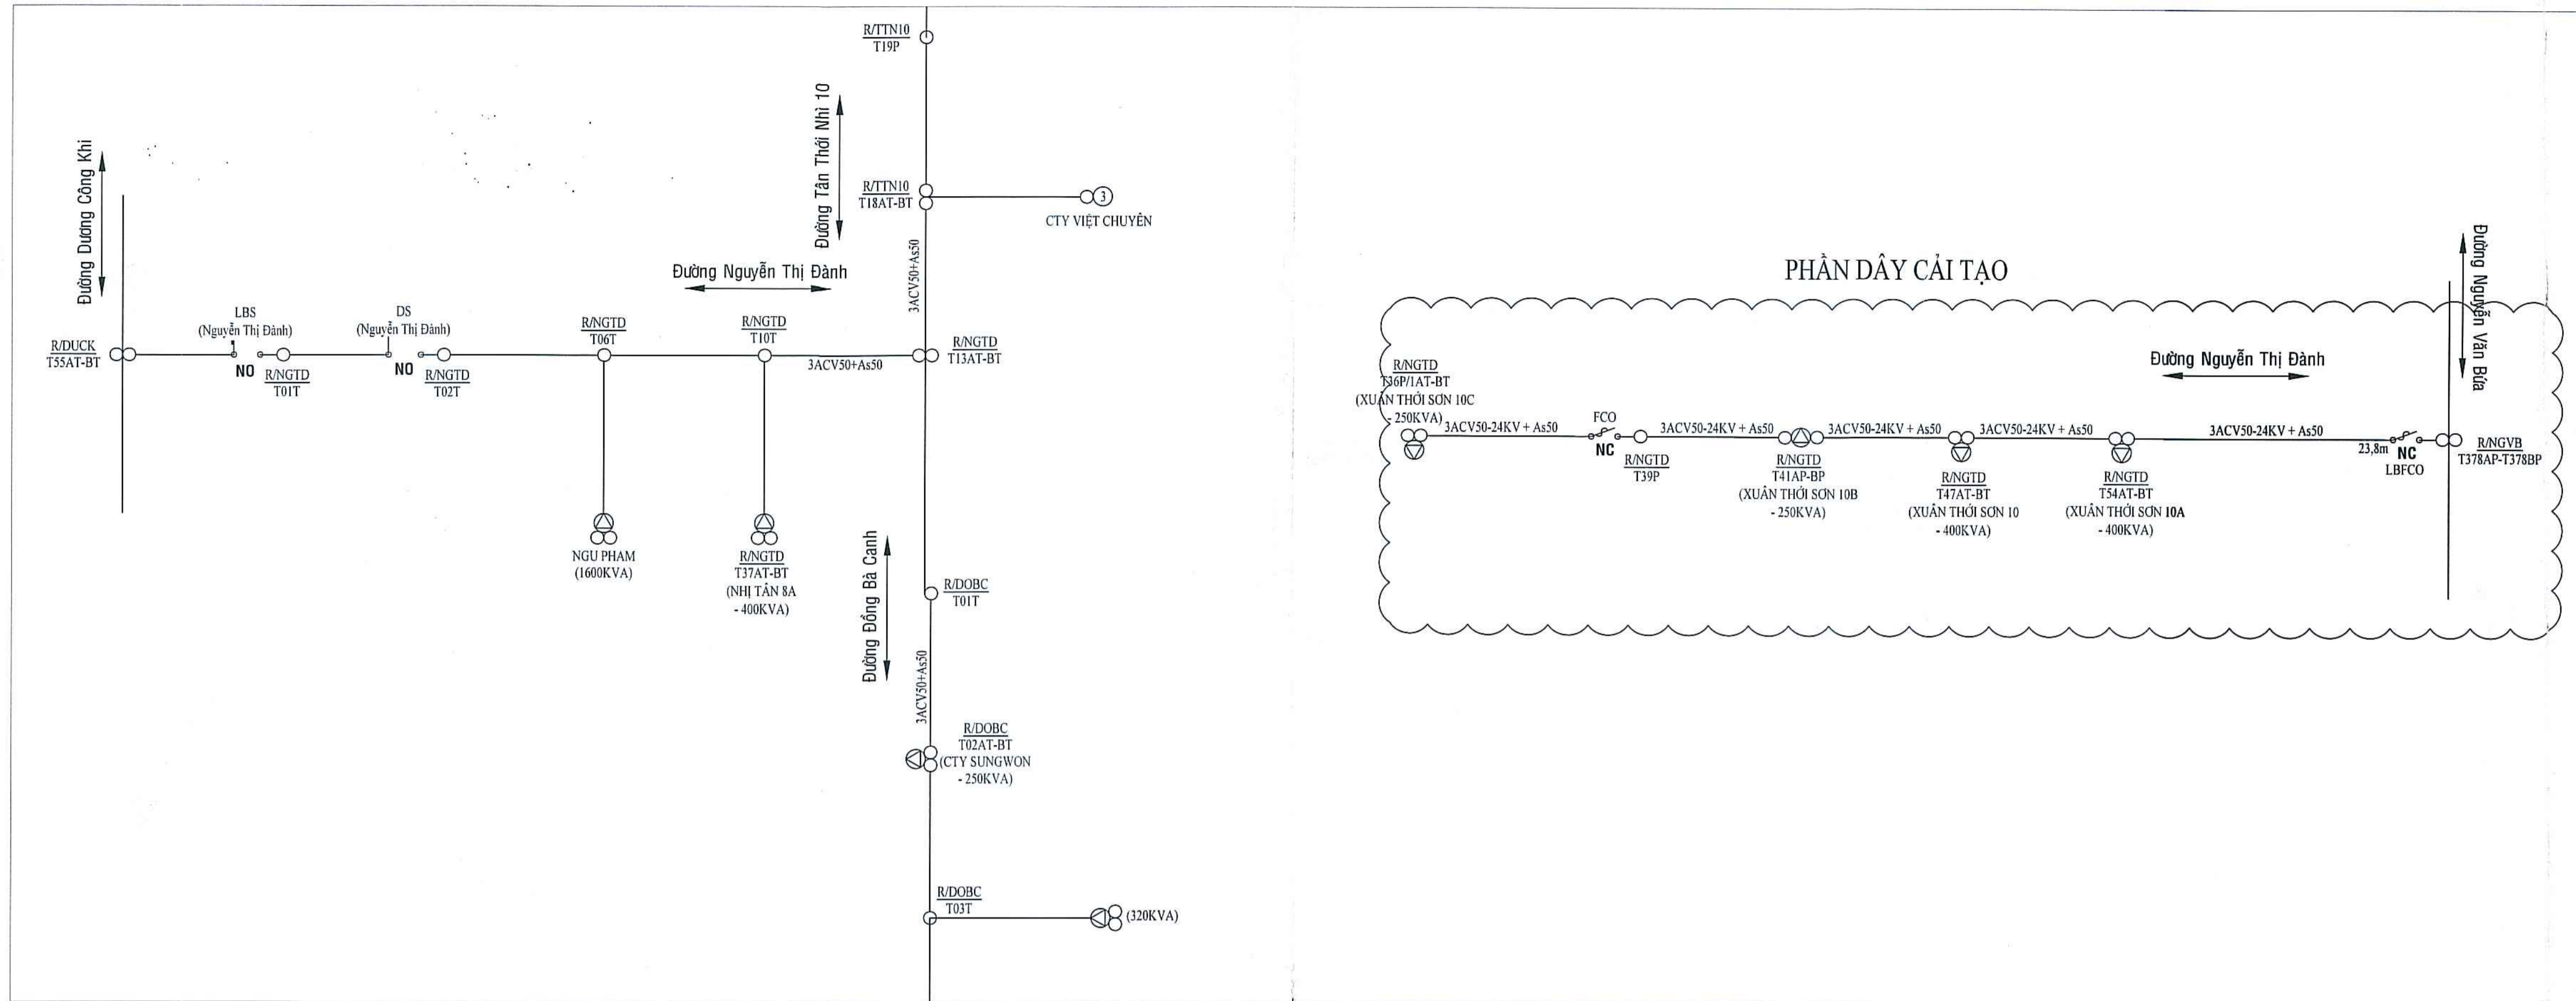 R/TTN10
T19P
Đường Tân Thới Nhì 10
Đường Dương Công Khi
R/TTN10
T18AT-BT
3
CTY VIỆT CHUYÊN
3ACV50+As50
Đường Nguyễn Thị Đành
LBS
(Nguyễn Thị Đành)
DS
(Nguyễn Thị Đành)
R/NGTD
T06T
R/NGTD
T10T
R/DUCK
T55AT-BT
NO
R/NGTD
T01T
NO
R/NGTD
T02T
3ACV50+As50
R/NGTD
T13AT-BT
NGU PHAM
(1600KVA)
R/NGTD
T37AT-BT
(NHỊ TÂN 8A
- 400KVA)
Đường Đồng Bà Canh
R/DOBC
T01T
3ACV50+As50
R/DOBC
T02AT-BT
(CTY SUNGWON
- 250KVA)
R/DOBC
T03T
(320KVA)
PHẦN DÂY CẢI TẠO
Đường Nguyễn Văn Bứa
Đường Nguyễn Thị Đành
R/NGTD
T36P/1AT-BT
(XUÂN THỚI SƠN 10C
- 250KVA)
3ACV50-24KV + As50
FCO
NC
R/NGTD
T39P
3ACV50-24KV + As50
R/NGTD
T41AP-BP
(XUÂN THỚI SƠN 10B
- 250KVA)
3ACV50-24KV + As50
R/NGTD
T47AT-BT
(XUÂN THỚI SƠN 10
- 400KVA)
3ACV50-24KV + As50
R/NGTD
T54AT-BT
(XUÂN THỚI SƠN 10A
- 400KVA)
3ACV50-24KV + As50
23,8m
NC
LBFCO
R/NGVB
T378AP-T378BP